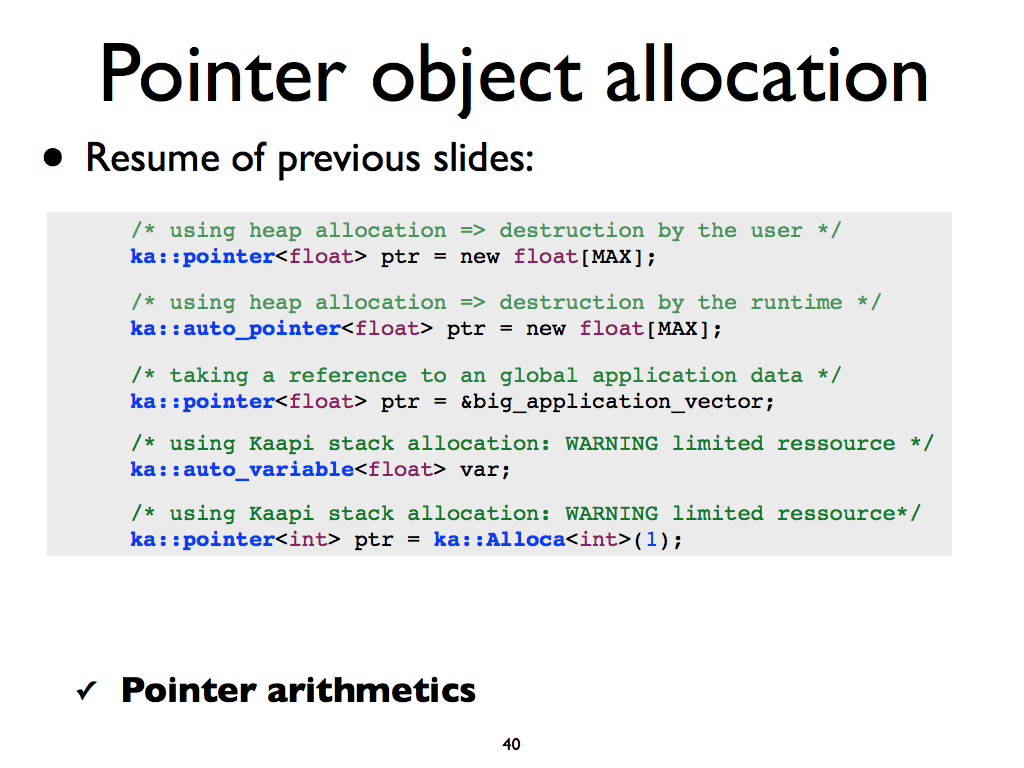 Pointer object allocation
● Resume of previous slides:
/* using heap allocation => destruction by the user */
ka::pointer<float> ptr = new float[MAX];
/* using heap allocation => destruction by the runtime */
ka::auto_pointer<float> ptr = new float[MAX];
/* taking a reference to an global application data */
ka::pointer<float> ptr = &big_application_vector;
/* using Kaapi stack allocation: WARNING limited ressource */
ka::auto_variable<float> var;
/* using Kaapi stack allocation: WARNING limited ressource*/
ka::pointer<int> ptr = ka::Alloca<int>(1);
✓ Pointer arithmetics
40